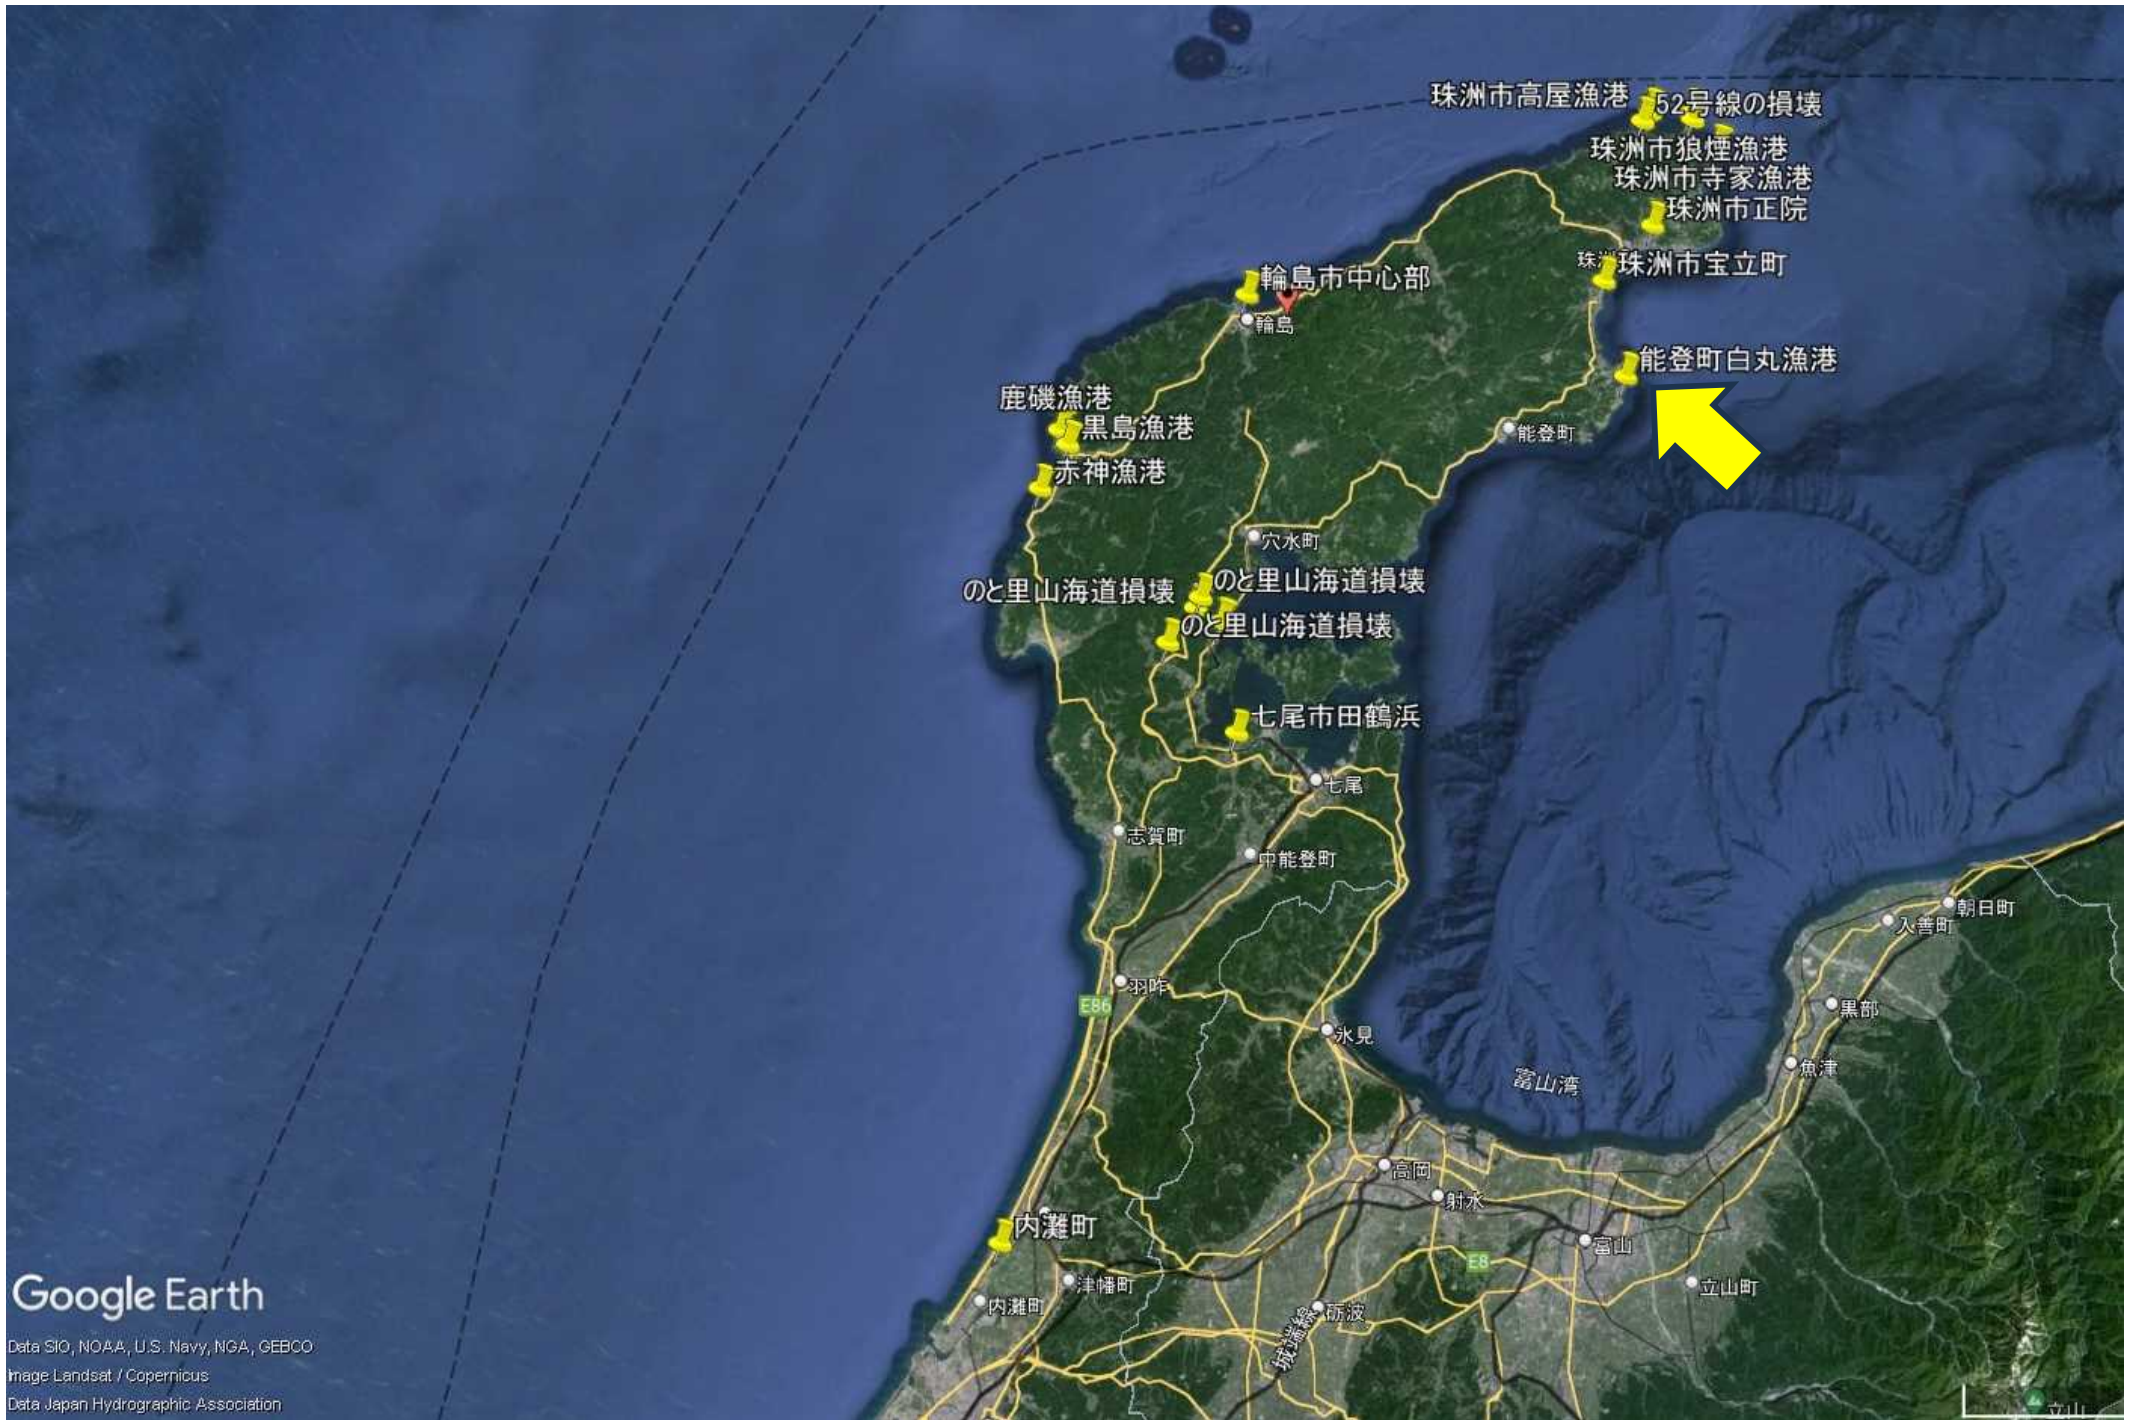 珠洲市高屋漁港
52号線の損壊
珠洲市狼煙漁港
珠洲市寺家漁港
珠洲市正院
珠洲市宝立町
輪島市中心部
輪島
能登町白丸漁港
鹿磯漁港
黒島漁港
能登町
赤神漁港
穴水町
のと里山海道損壊
のと里山海道損壊
のと里山海道損壊
七尾市田鶴浜
七尾
志賀町
中能登町
朝日町
入善町
羽咋
E86
黒部
氷見
魚津
富山湾
高岡
射水
内灘町
富山
E8
津幡町
立山町
内灘町
砺波
城端線
立山
Google Earth
Data SIO, NOAA, U.S. Navy, NGA, GEBCO
Image Landsat / Copernicus
Data Japan Hydrographic Association